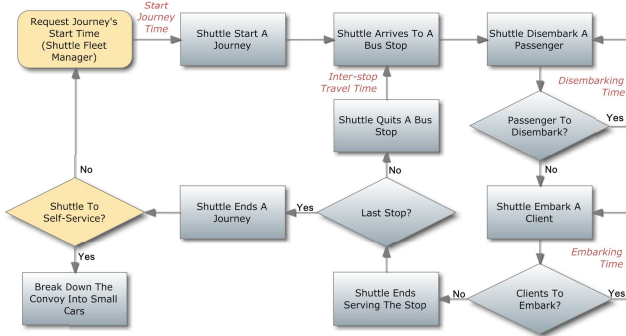 Request Journey's
Start Time
(Shuttle Fleet
Manager)
Start
Journey
Time
Shuttle Start A
Journey
Shuttle Arrives To A
Bus Stop
Shuttle Disembark A
Passenger
Inter-stop
Travel Time
Disembarking
Time
Shuttle Quits A Bus
Stop
Passenger To
Disembark?
Yes
No
No
No
Shuttle To
Self-Service?
Shuttle Ends A
Journey
Yes
Last Stop?
Shuttle Embark A
Client
Embarking
Time
Yes
Break Down The
Convoy Into Small
Cars
Shuttle Ends
Serving The Stop
No
Clients To
Embark?
Yes